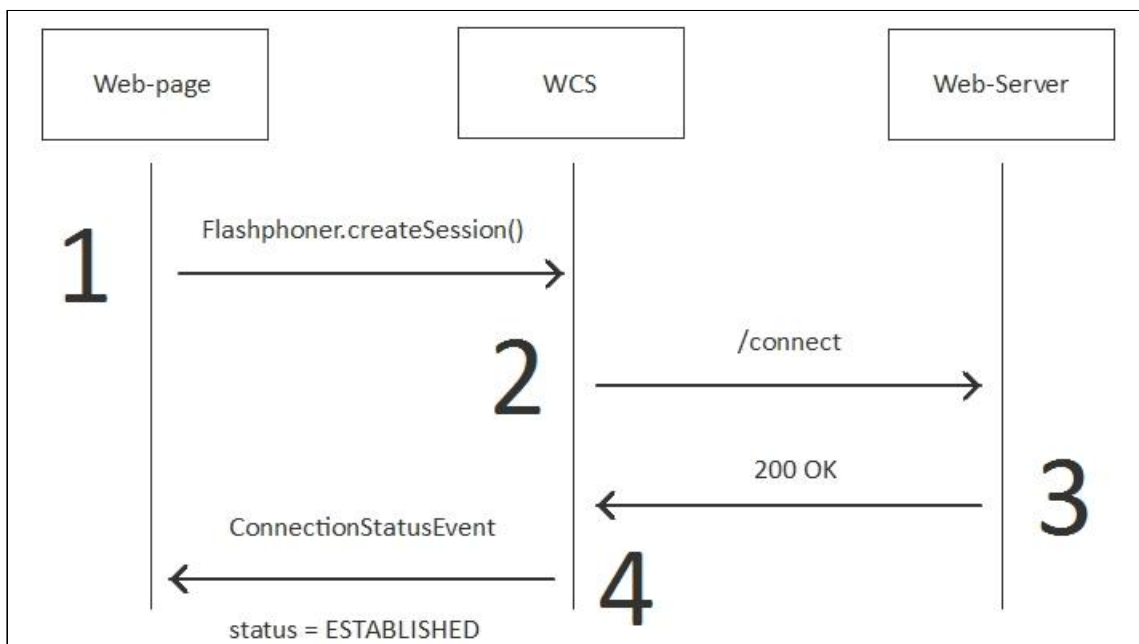 Web-page
WCS
Web-Server
1
Flashphoner.createSession()
2
/connect
200 OK
3
ConnectionStatusEvent
4
status = ESTABLISHED